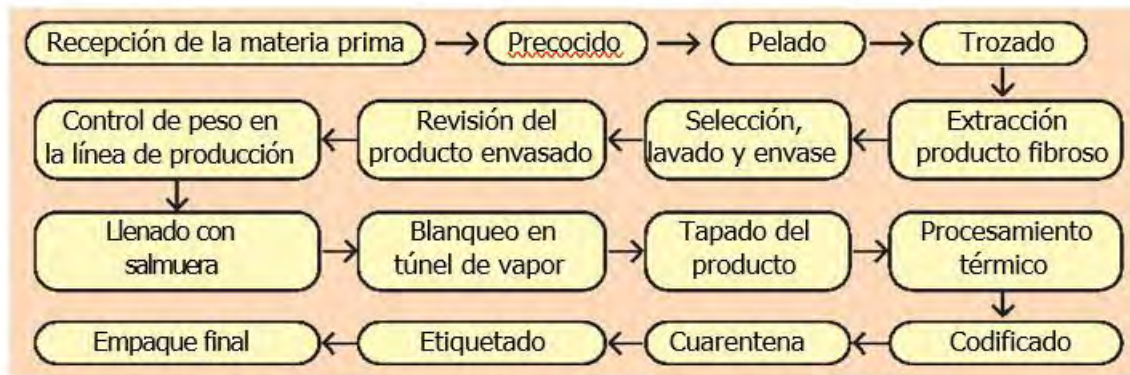 Recepción de la materia prima
Precocido
Pelado
Trozado
Extracción
producto fibroso
Selección,
lavado y envase
Revisión del
producto envasado
Control de peso en
la línea de producción
Llenado con
salmuera
Blanqueo en
túnel de vapor
Tapado del
producto
Procesamiento
térmico
Codificado
Cuarentena
Etiquetado
Empaque final